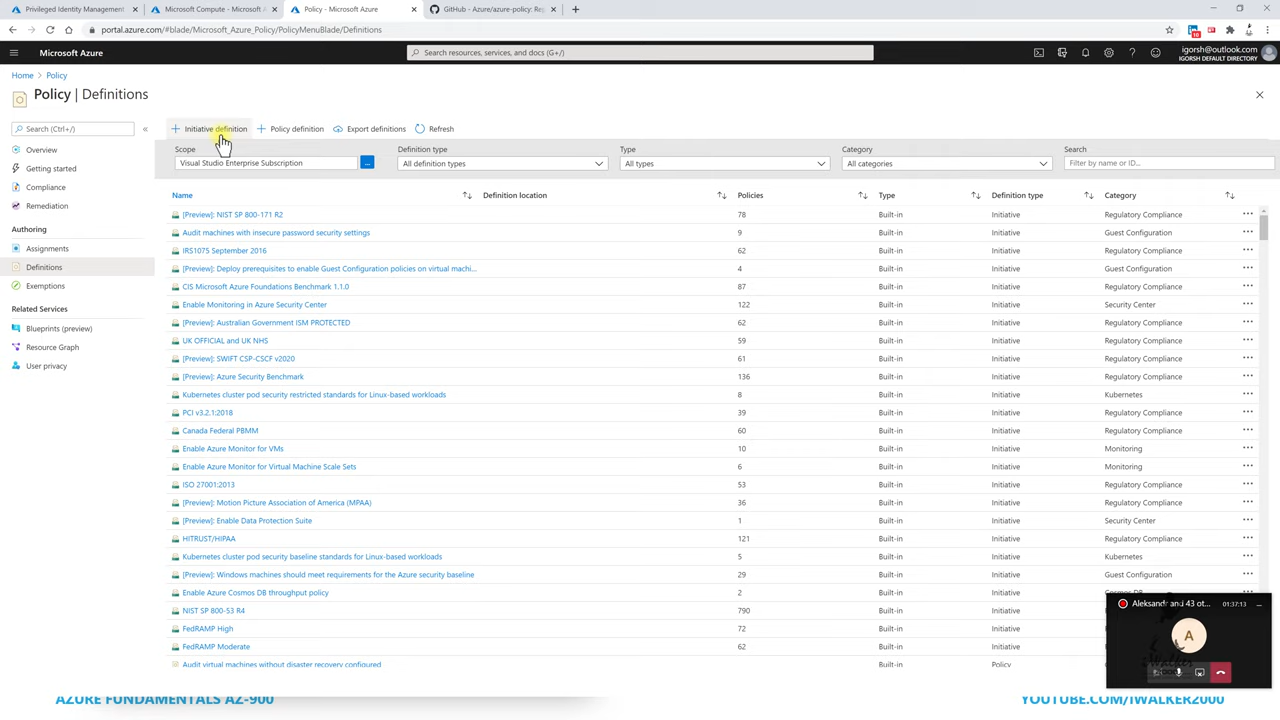 Privileged Identity Management
Microsoft Compute - Microsoft A
Policy - Microsoft Azure
GitHub - Azure/azure-policy: Rep
portal.azure.com/#blade/Microsoft_Azure_Policy/PolicyMenuBlade/Definitions
Microsoft Azure
Search resources, services, and docs (G+/)
igorsh@outlook.com
IGORSH DEFAULT DIRECTORY
Home > Policy
Policy | Definitions
Search (Ctrl+/)
Initiative definition
Policy definition
Export definitions
Refresh
Overview
Getting started
Compliance
Remediation
Authoring
Assignments
Definitions
Exemptions
Related Services
Blueprints (preview)
Resource Graph
User privacy
Scope
Definition type
Type
Category
Search
Visual Studio Enterprise Subscription
...
All definition types
All types
All categories
Filter by name or ID...
Name Definition location Policies Type Definition type Category
[Preview]: NIST SP 800-171 R2 78 Built-in Initiative Regulatory Compliance
Audit machines with insecure password security settings 9 Built-in Initiative Guest Configuration
IRS1075 September 2016 62 Built-in Initiative Regulatory Compliance
[Preview]: Deploy prerequisites to enable Guest Configuration policies on virtual machi... 4 Built-in Initiative Guest Configuration
CIS Microsoft Azure Foundations Benchmark 1.1.0 87 Built-in Initiative Regulatory Compliance
Enable Monitoring in Azure Security Center 122 Built-in Initiative Security Center
[Preview]: Australian Government ISM PROTECTED 62 Built-in Initiative Regulatory Compliance
UK OFFICIAL and UK NHS 59 Built-in Initiative Regulatory Compliance
[Preview]: SWIFT CSP-CSCF v2020 61 Built-in Initiative Regulatory Compliance
[Preview]: Azure Security Benchmark 136 Built-in Initiative Regulatory Compliance
Kubernetes cluster pod security restricted standards for Linux-based workloads 8 Built-in Initiative Kubernetes
PCI v3.2.1:2018 39 Built-in Initiative Regulatory Compliance
Canada Federal PBMM 60 Built-in Initiative Regulatory Compliance
Enable Azure Monitor for VMs 10 Built-in Initiative Monitoring
Enable Azure Monitor for Virtual Machine Scale Sets 6 Built-in Initiative Monitoring
ISO 27001:2013 53 Built-in Initiative Regulatory Compliance
[Preview]: Motion Picture Association of America (MPAA) 36 Built-in Initiative Regulatory Compliance
[Preview]: Enable Data Protection Suite 1 Built-in Initiative Security Center
HITRUST/HIPAA 121 Built-in Initiative Regulatory Compliance
Kubernetes cluster pod security baseline standards for Linux-based workloads 5 Built-in Initiative Kubernetes
[Preview]: Windows machines should meet requirements for the Azure security baseline 29 Built-in Initiative Guest Configuration
Enable Azure Cosmos DB throughput policy 2 Built-in Initiative
NIST SP 800-53 R4 790 Built-in Initiative
FedRAMP High 72 Built-in Initiative
FedRAMP Moderate 62 Built-in Initiative
Audit virtual machines without disaster recovery configured Built-in Policy
Aleksandr and 43 ot... 01:37:13
A
AZURE FUNDAMENTALS AZ-900
YOUTUBE.COM/IWALKER2000